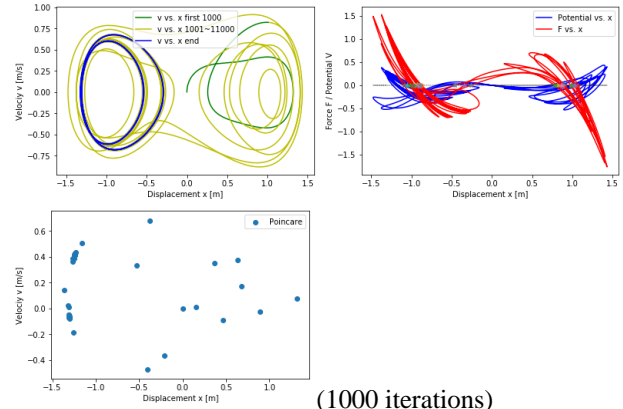 1.00
0.75
0.50
0.25
0.00
−0.25
−0.50
−0.75
Velocity v [m/s]
v vs. x first 1000
v vs. x 1001~11000
v vs. x end
−1.5 −1.0 −0.5 0.0 0.5 1.0 1.5
Displacement x [m]
1.5
1.0
0.5
0.0
−0.5
−1.0
−1.5
Force F / Potential V
Potential vs. x
F vs. x
−1.5 −1.0 −0.5 0.0 0.5 1.0 1.5
Displacement x [m]
0.6
0.4
0.2
0.0
−0.2
−0.4
Velociy v [m/s]
Poincare
−1.5 −1.0 −0.5 0.0 0.5 1.0
Displacement x [m]
(1000 iterations)